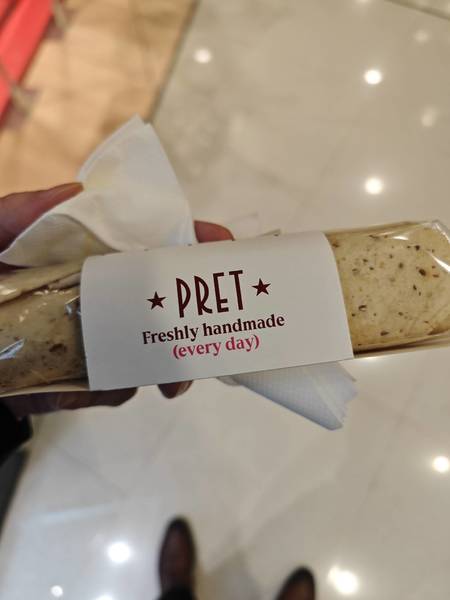 ★ PRET ★
Freshly handmade
(every day)